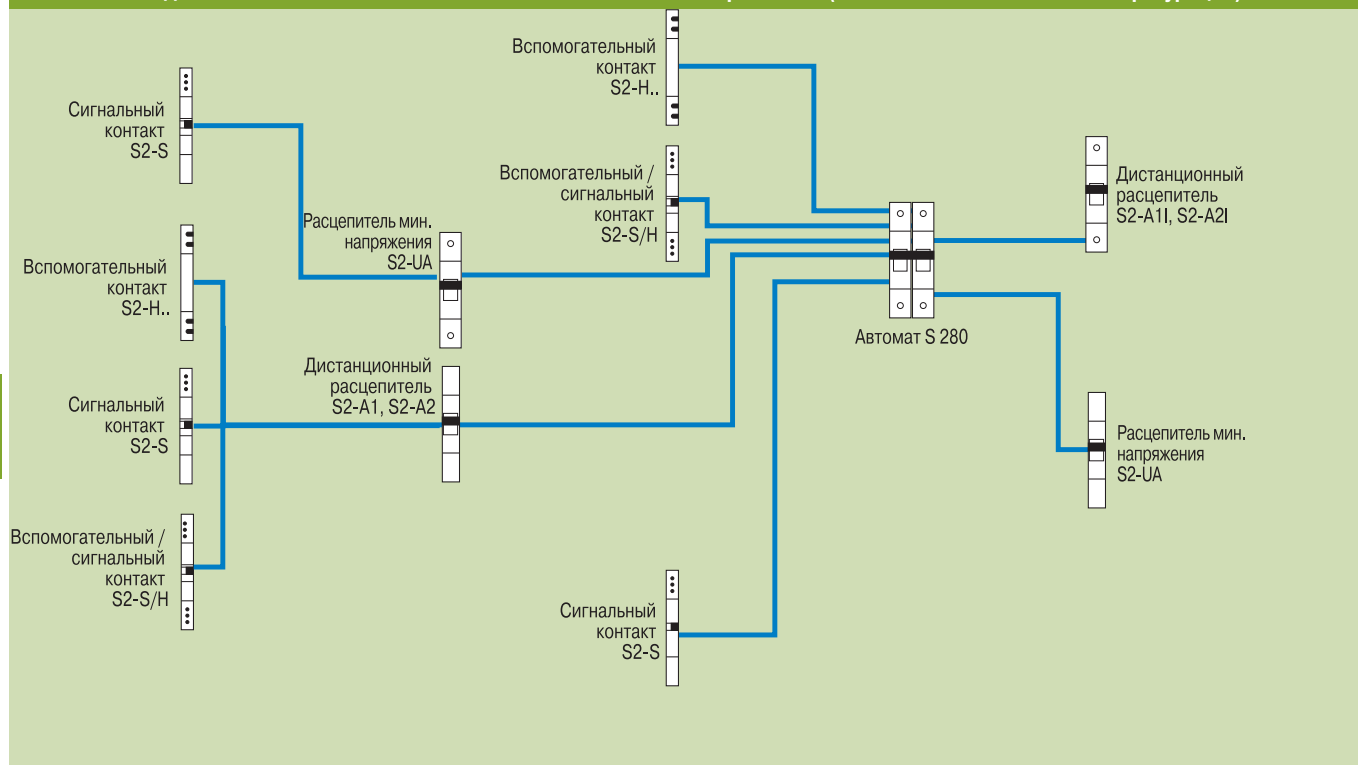 Вспомогательный
контакт
S2-H..
Сигнальный
контакт
S2-S
Вспомогательный /
сигнальный
контакт
S2-S/H
Дистанционный
расцепитель
S2-A1I, S2-A2I
Расцепитель мин.
напряжения
S2-UA
Вспомогательный
контакт
S2-H..
Автомат S 280
Дистанционный
расцепитель
S2-A1, S2-A2
Сигнальный
контакт
S2-S
Расцепитель мин.
напряжения
S2-UA
Вспомогательный /
сигнальный
контакт
S2-S/H
Сигнальный
контакт
S2-S